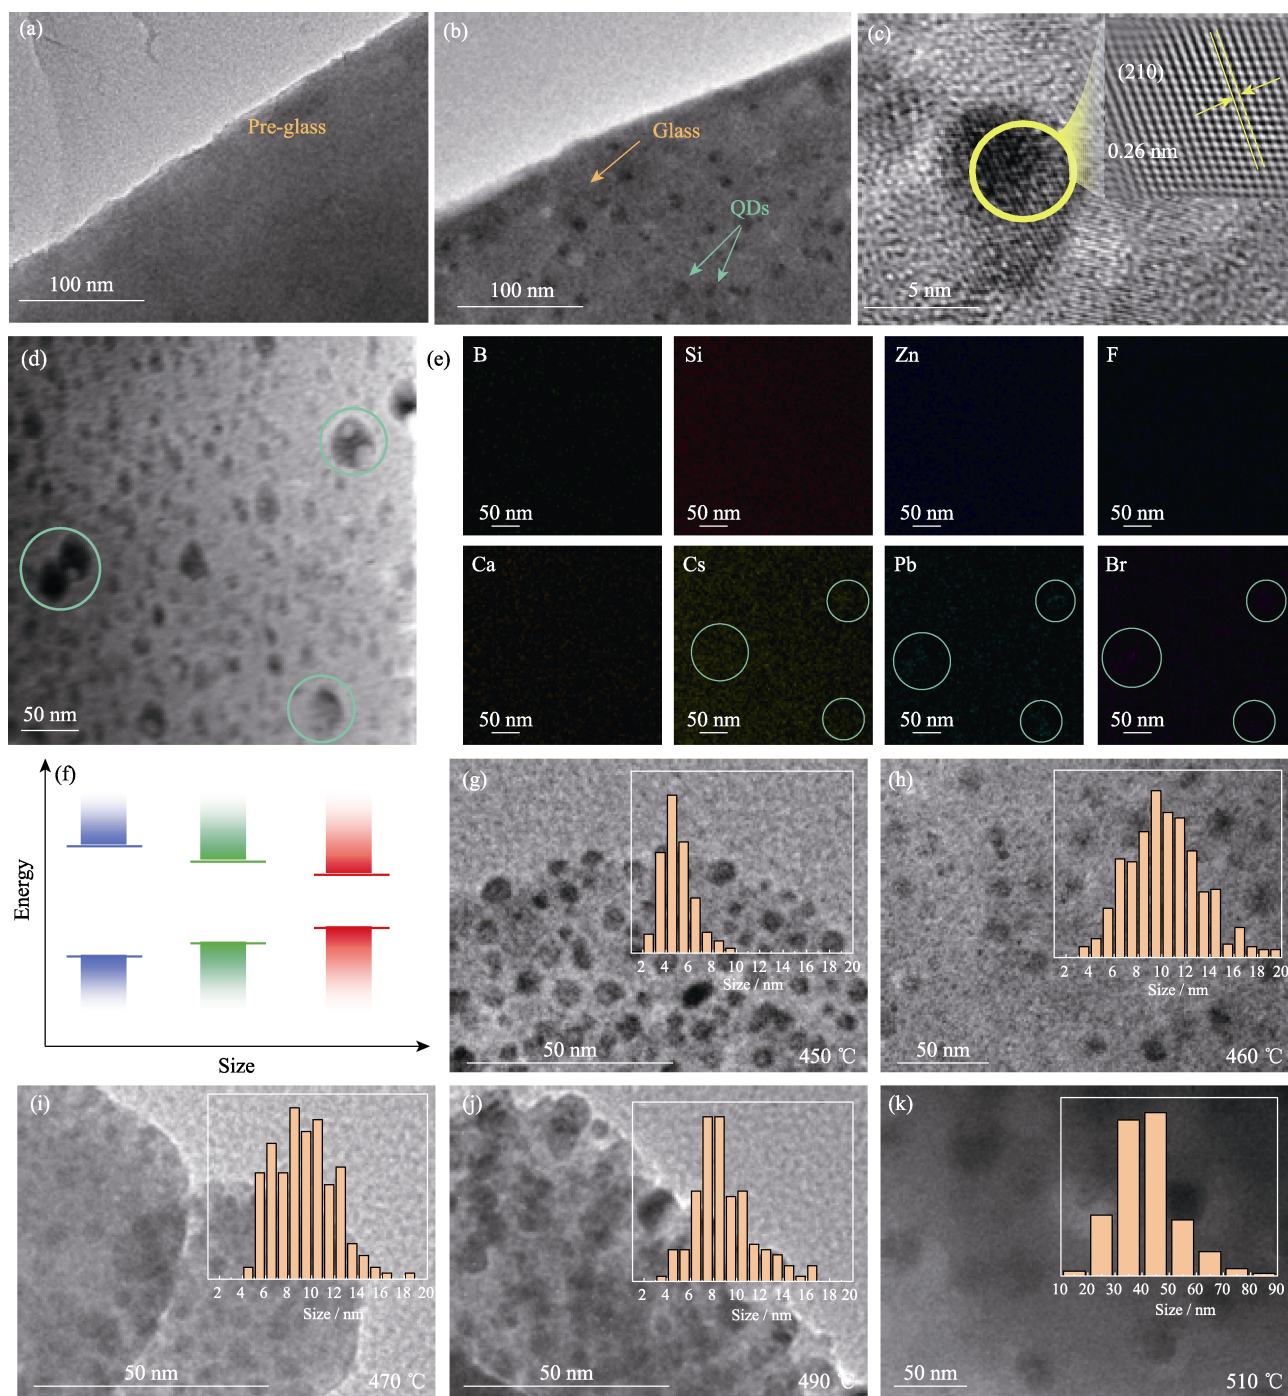 (a)
Pre-glass
100 nm
(b)
Glass
QDs
100 nm
(c)
(210)
0.26 nm
5 nm
(d)
50 nm
(e)
B
50 nm
Si
50 nm
Zn
50 nm
F
50 nm
Ca
50 nm
Cs
50 nm
Pb
50 nm
Br
50 nm
(f)
Energy
Size
(g)
2 4 6 8 10 12 14 16 18 20
Size / nm
50 nm
450 ℃
(h)
2 4 6 8 10 12 14 16 18 20
Size / nm
50 nm
460 ℃
(i)
2 4 6 8 10 12 14 16 18 20
Size / nm
50 nm
470 ℃
(j)
2 4 6 8 10 12 14 16 18 20
Size / nm
50 nm
490 ℃
(k)
10 20 30 40 50 60 70 80 90
Size / nm
50 nm
510 ℃